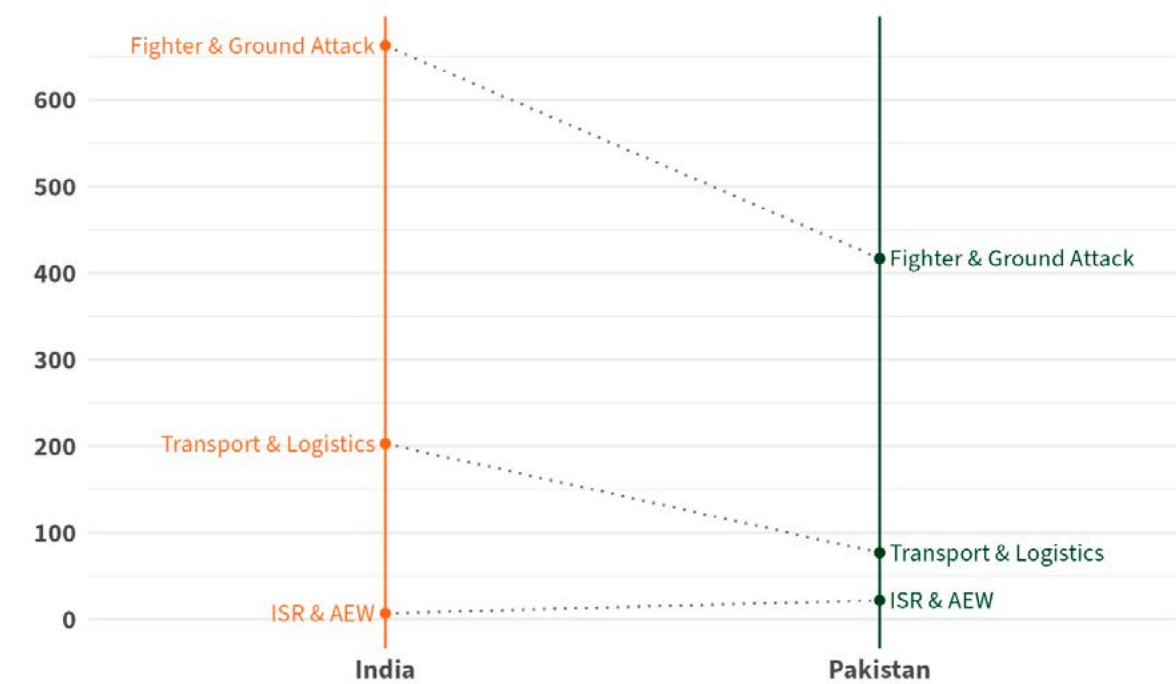 Fighter & Ground Attack
600
500
400
Fighter & Ground Attack
300
Transport & Logistics
200
100
Transport & Logistics
ISR & AEW
ISR & AEW
0
India
Pakistan